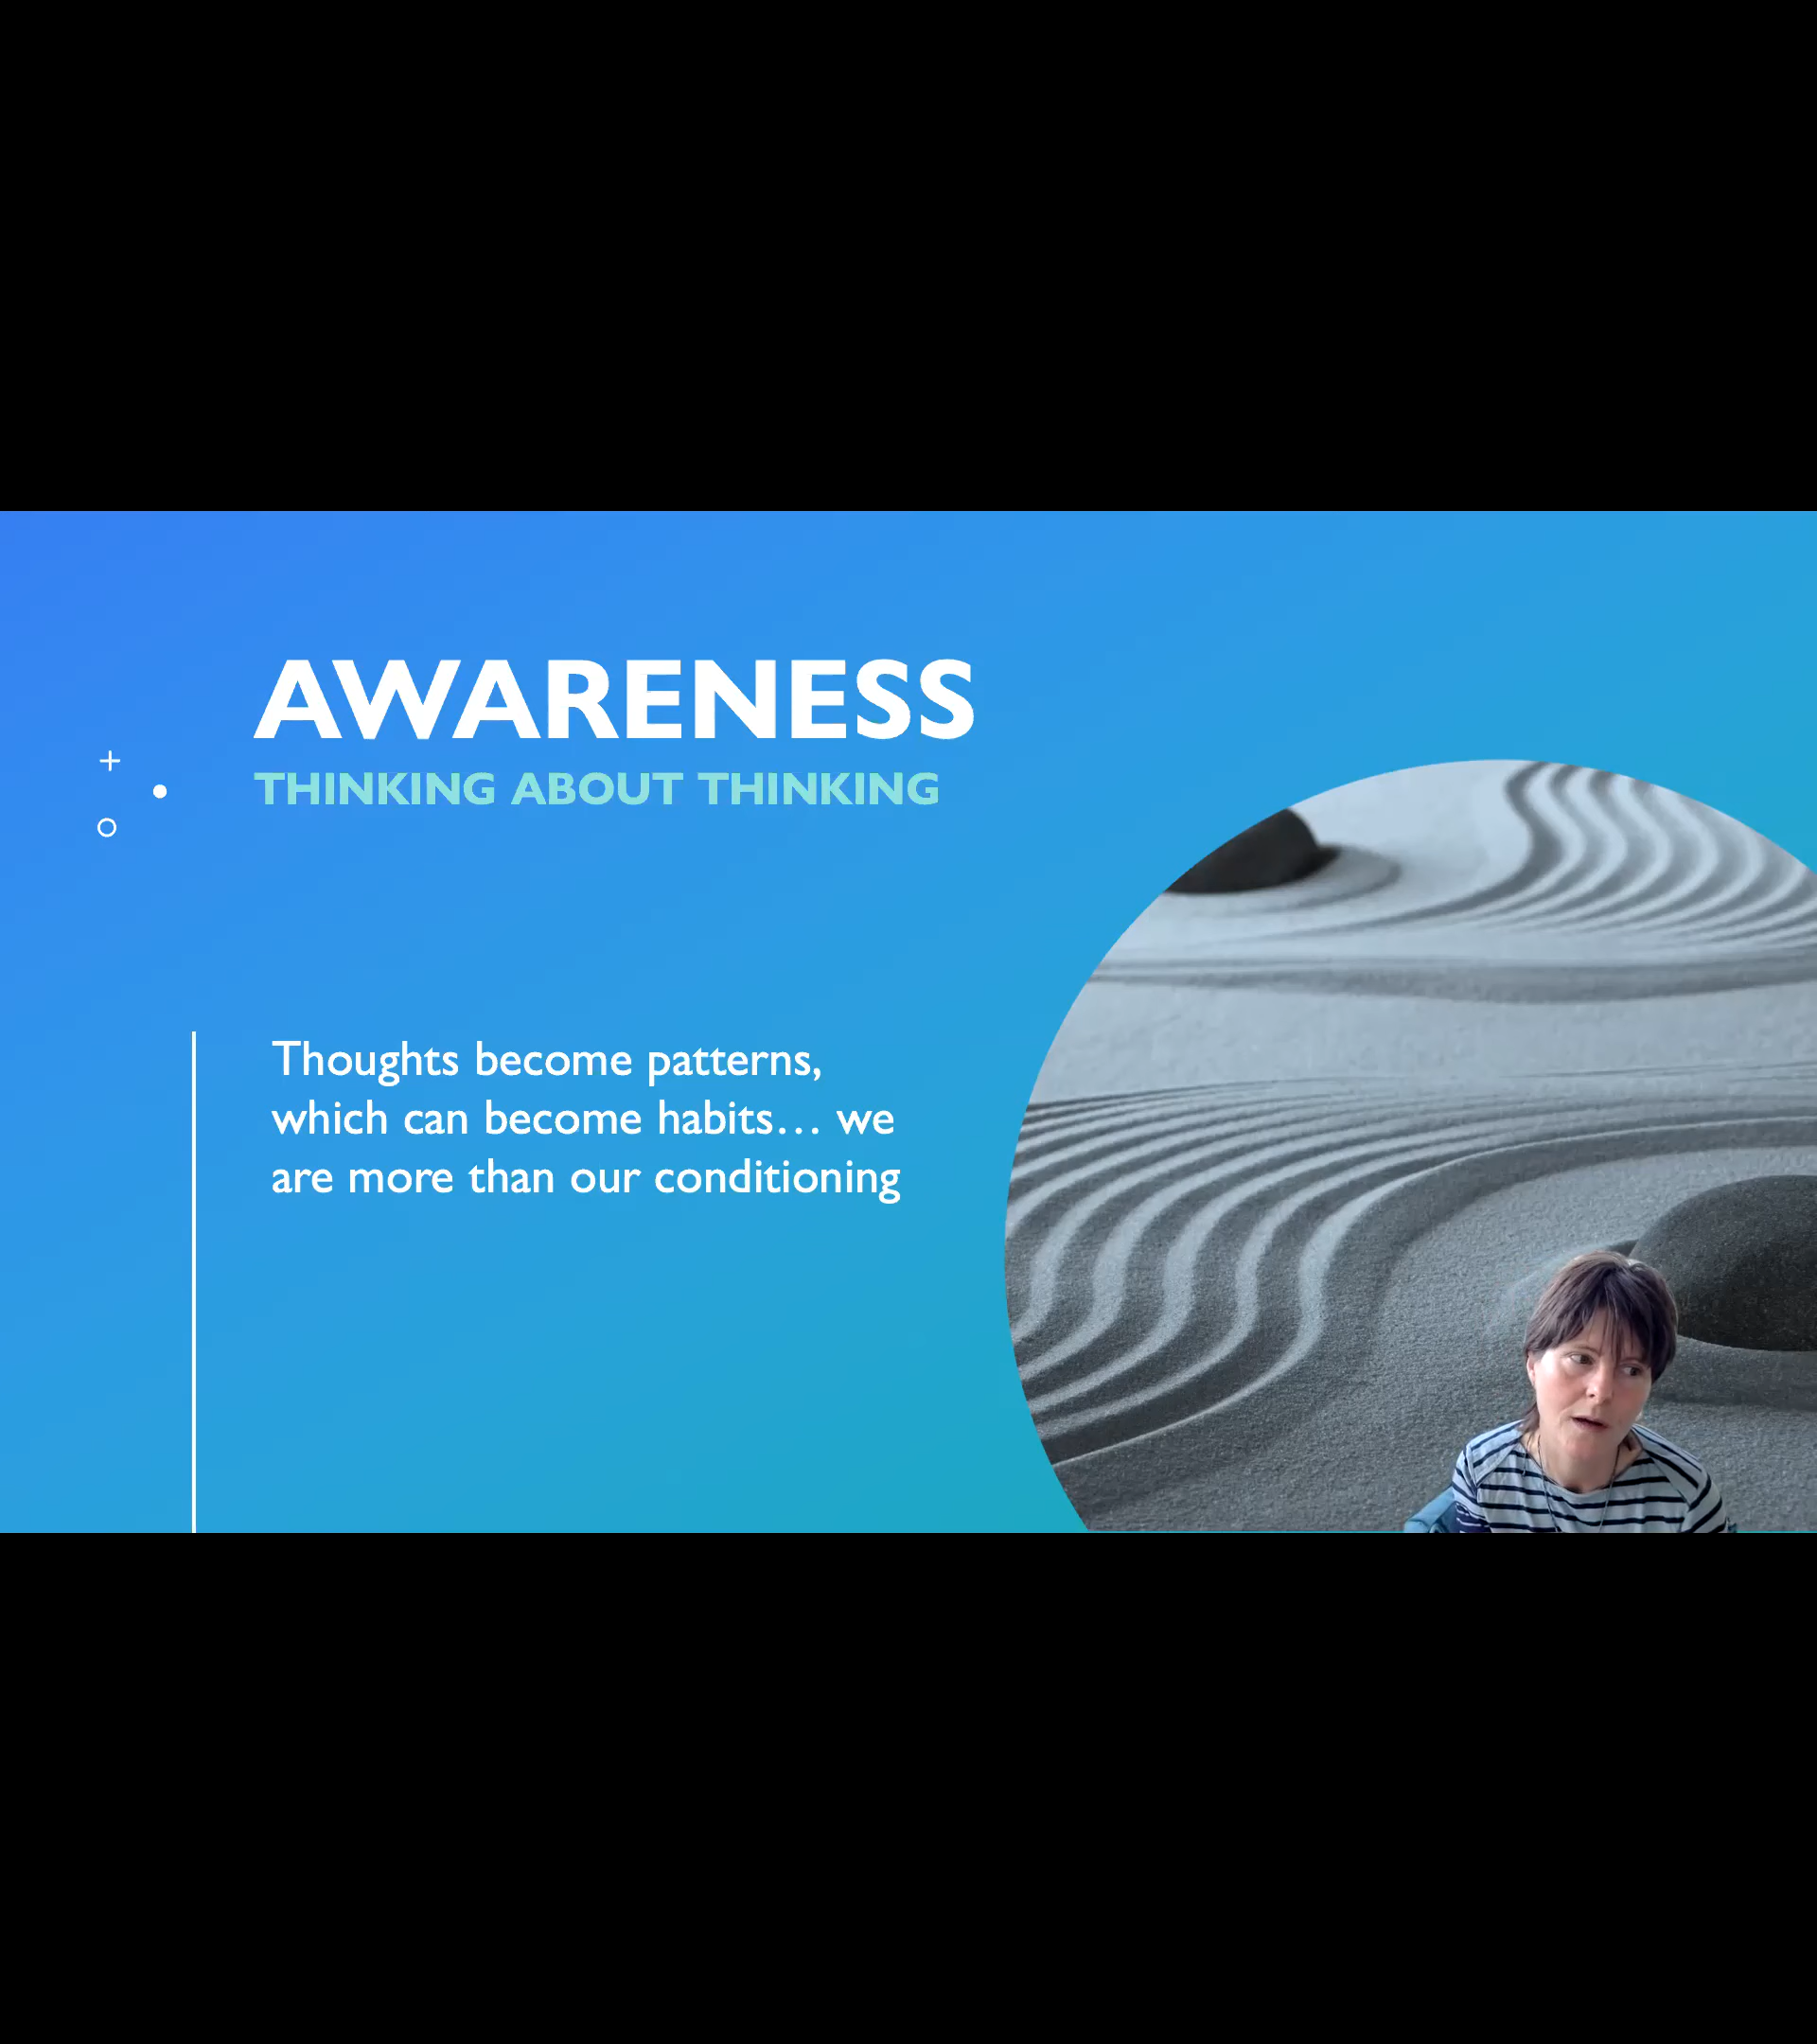 AWARENESS
THINKING ABOUT THINKING
Thoughts become patterns,
which can become habits… we
are more than our conditioning